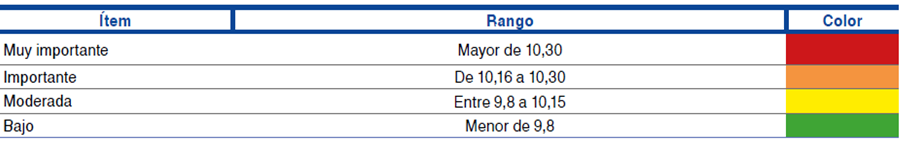 Ítem Rango Color
Muy importante Mayor de 10,30
Importante De 10,16 a 10,30
Moderada Entre 9,8 a 10,15
Bajo Menor de 9,8